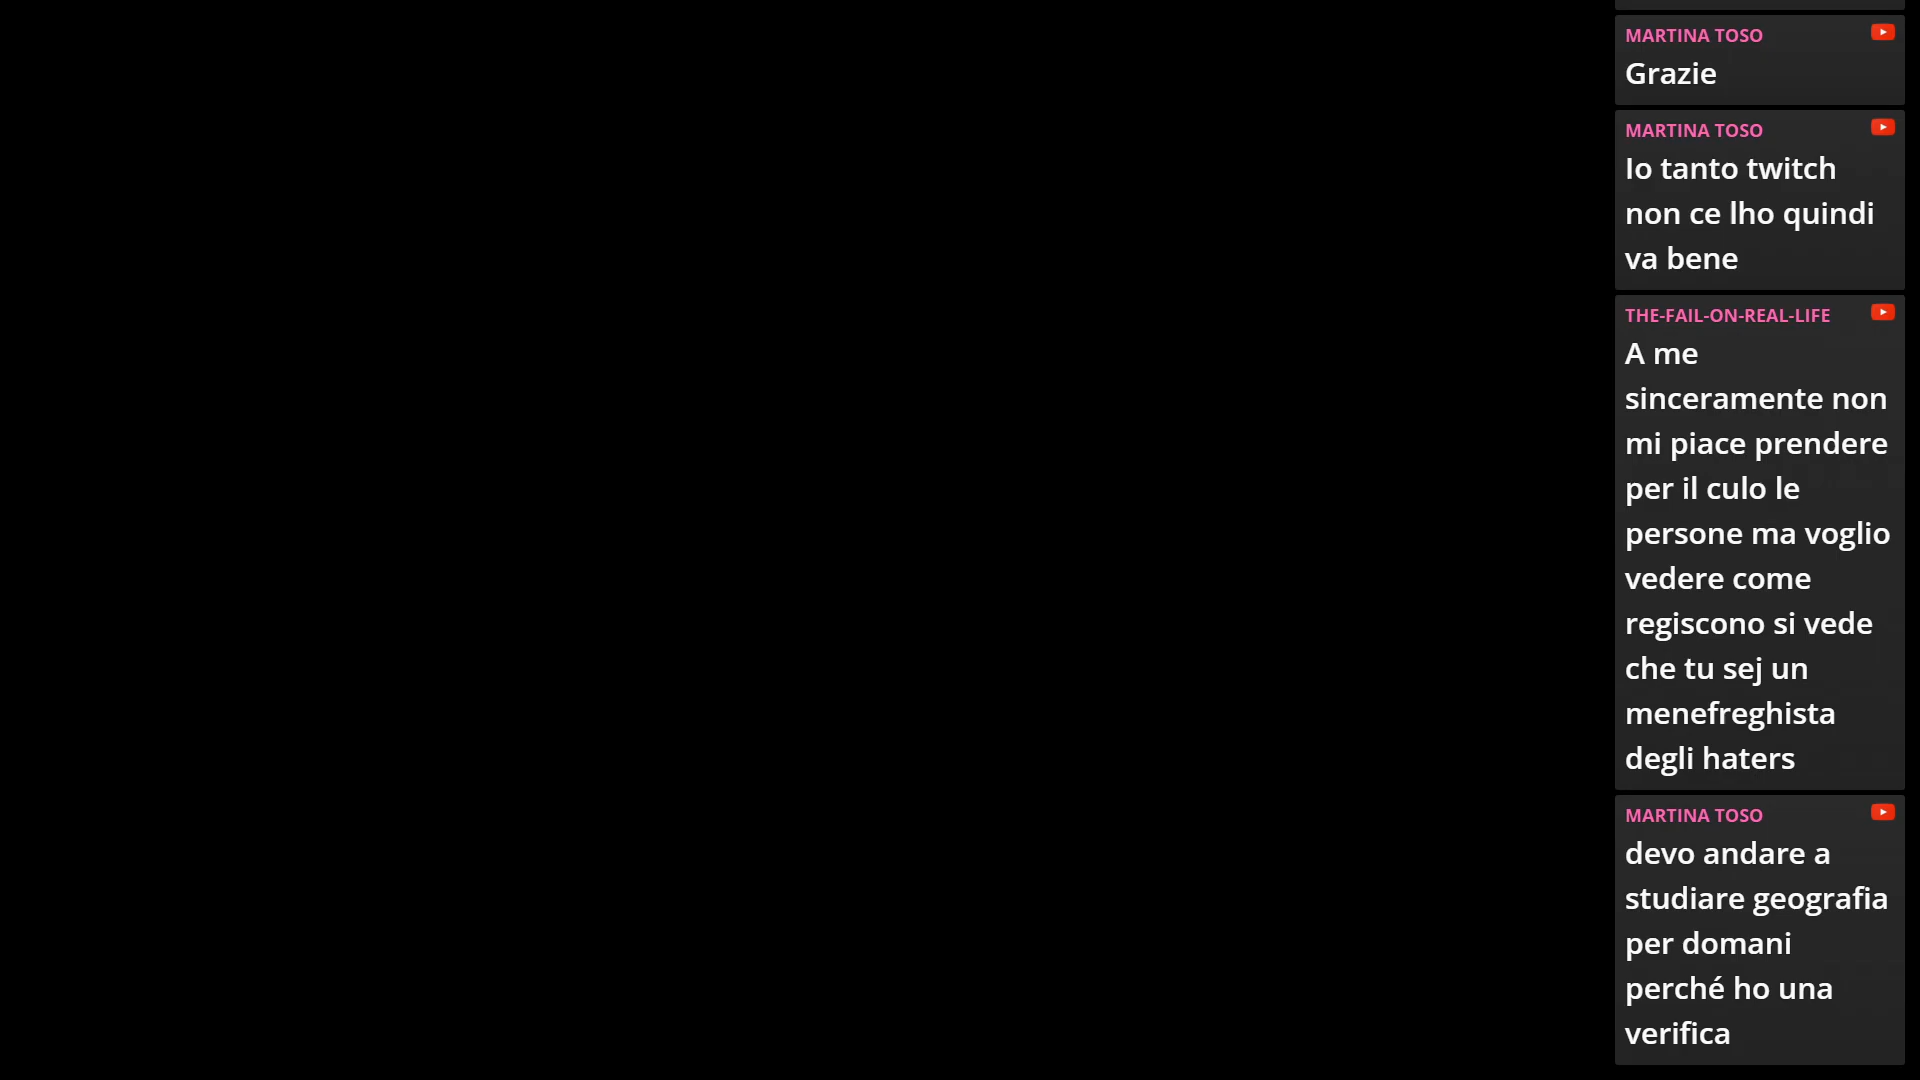 MARTINA TOSO
Grazie
MARTINA TOSO
Io tanto twitch
non ce lho quindi
va bene
THE-FAIL-ON-REAL-LIFE
A me
sinceramente non
mi piace prendere
per il culo le
persone ma voglio
vedere come
regiscono si vede
che tu sej un
menefreghista
degli haters
MARTINA TOSO
devo andare a
studiare geografia
per domani
perché ho una
verifica